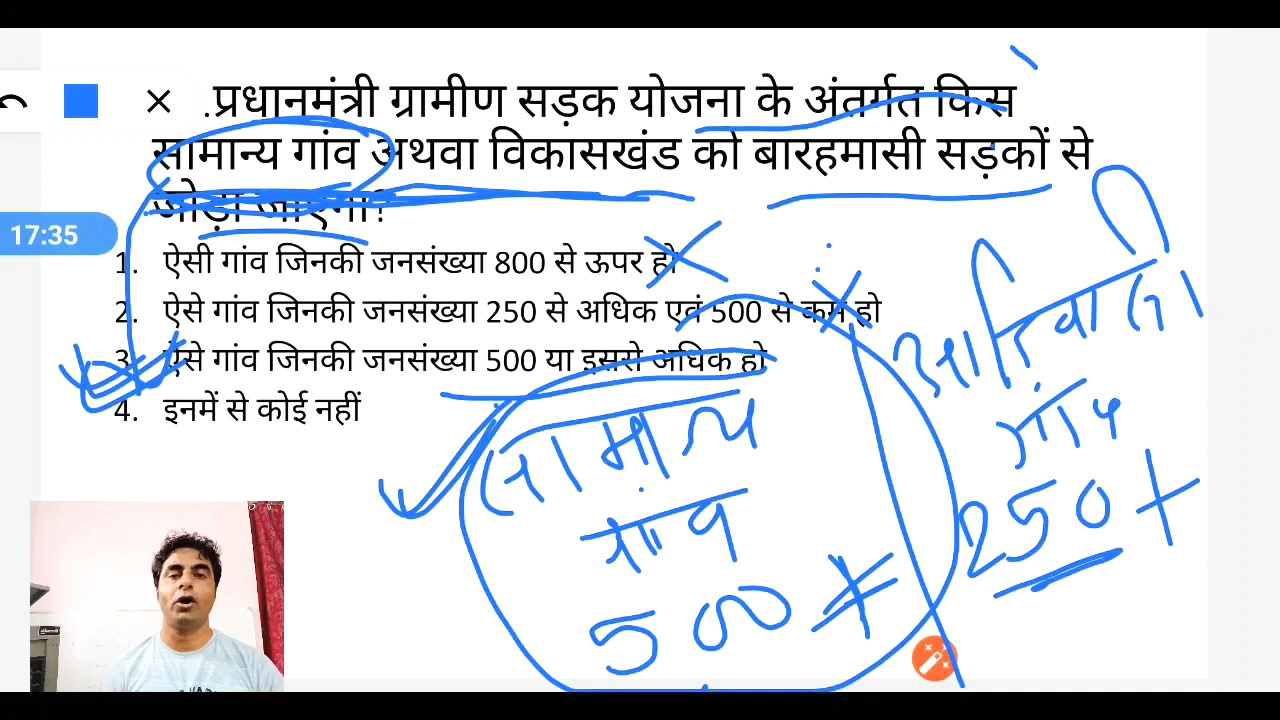 .प्रधानमंत्री ग्रामीण सड़क योजना के अंतर्गत किस
सामान्य गांव अथवा विकासखंड को बारहमासी सड़कों से
जोड़ा जाएगा?
17:35
1. ऐसी गांव जिनकी जनसंख्या 800 से ऊपर हो
2. ऐसे गांव जिनकी जनसंख्या 250 से अधिक एवं 500 से कम हो
3. ऐसे गांव जिनकी जनसंख्या 500 या इससे अधिक हो
4. इनमें से कोई नहीं
सामान्य
गांव
500 +
आदिवासी
गांव
250 +